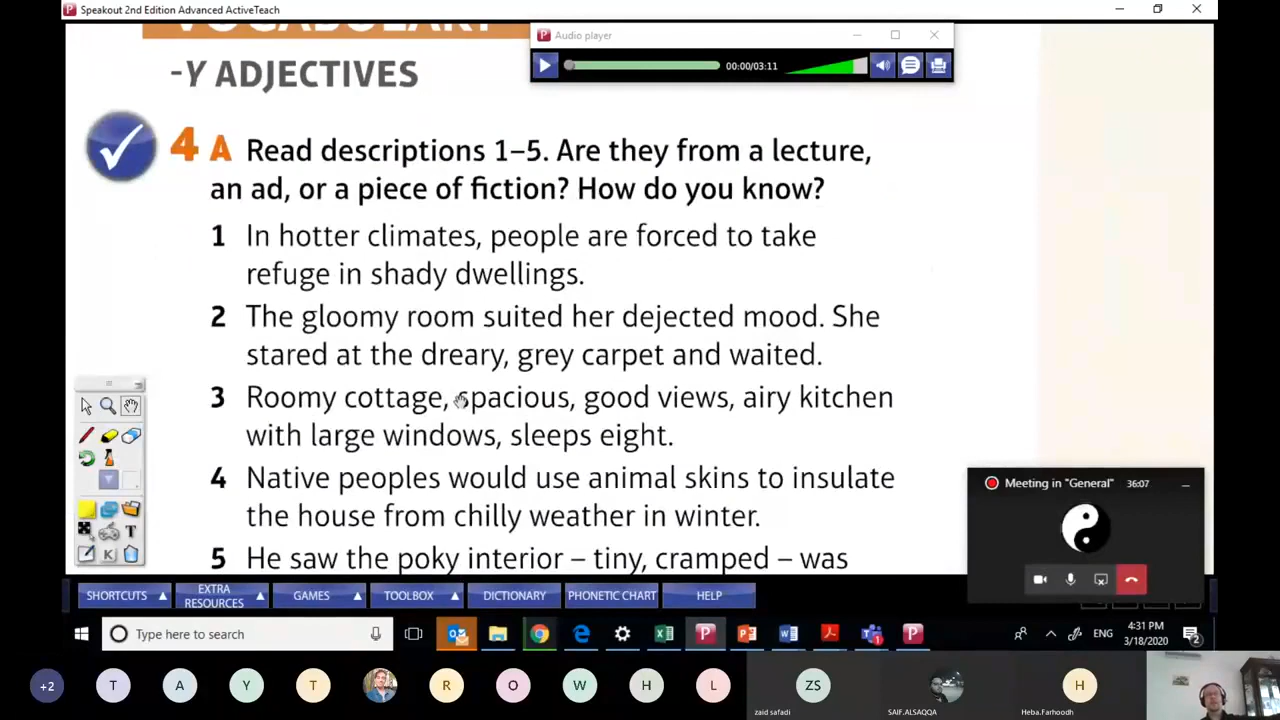 Speakout 2nd Edition Advanced ActiveTeach
VOCABULARY
Audio player
00:00/03:11
-Y ADJECTIVES
4 A Read descriptions 1–5. Are they from a lecture,
an ad, or a piece of fiction? How do you know?
1 In hotter climates, people are forced to take
refuge in shady dwellings.
2 The gloomy room suited her dejected mood. She
stared at the dreary, grey carpet and waited.
3 Roomy cottage, spacious, good views, airy kitchen
with large windows, sleeps eight.
4 Native peoples would use animal skins to insulate
the house from chilly weather in winter.
5 He saw the poky interior – tiny, cramped – was
Meeting in "General" 36:07
T
K
SHORTCUTS
EXTRA
RESOURCES
GAMES
TOOLBOX
DICTIONARY
PHONETIC CHART
HELP
Type here to search
ENG
4:31 PM
3/18/2020
2
+2
T
A
Y
T
R
O
W
H
L
ZS
H
zaid safadi
SAIF.ALSAQQA
Heba.Farhoodh